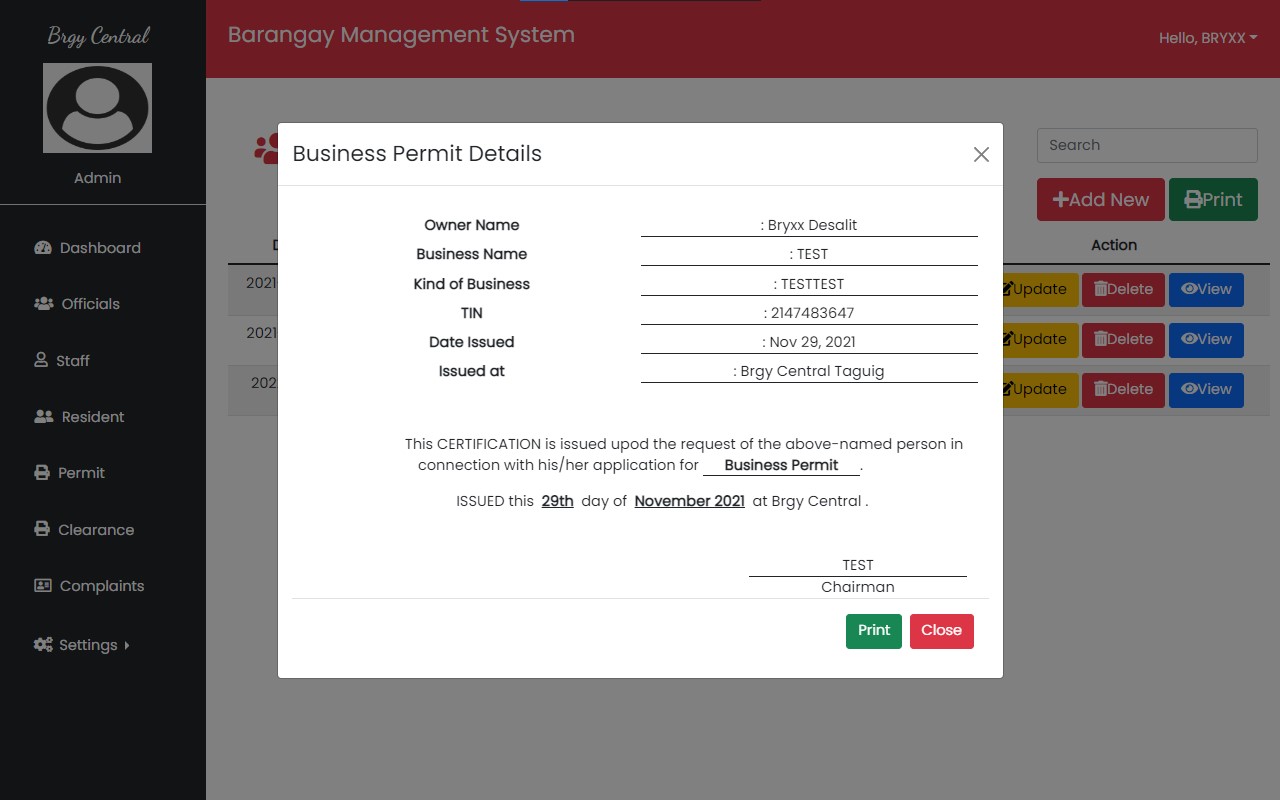 Brgy Central
Barangay Management System
Hello, BRYXX
Admin
Dashboard
Officials
Staff
Resident
Permit
Clearance
Complaints
Settings
Search
Add New
Print
Action
2021
Update
Delete
View
2021
Update
Delete
View
202
Update
Delete
View
Business Permit Details
Owner Name : Bryxx Desalit
Business Name : TEST
Kind of Business : TESTTEST
TIN : 2147483647
Date Issued : Nov 29, 2021
Issued at : Brgy Central Taguig
This CERTIFICATION is issued upod the request of the above-named person in
connection with his/her application for Business Permit .
ISSUED this 29th day of November 2021 at Brgy Central .
TEST
Chairman
Print
Close